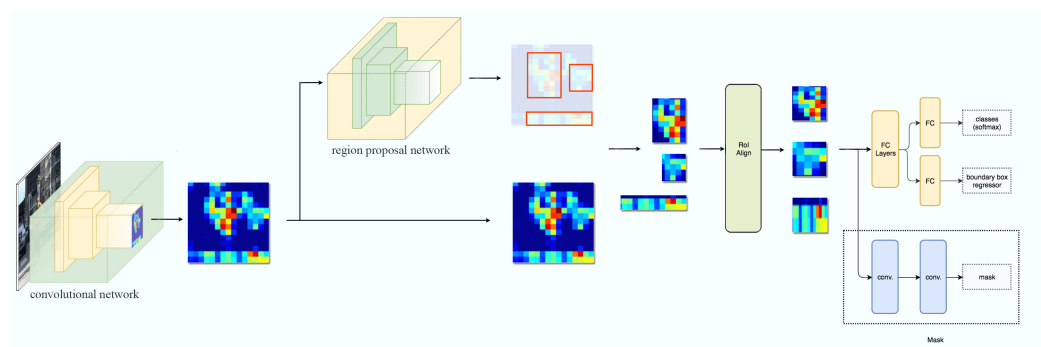 region proposal network
convolutional network
RoI
Align
FC
Layers
FC
classes
(softmax)
FC
boundary box
regressor
conv.
conv.
mask
Mask